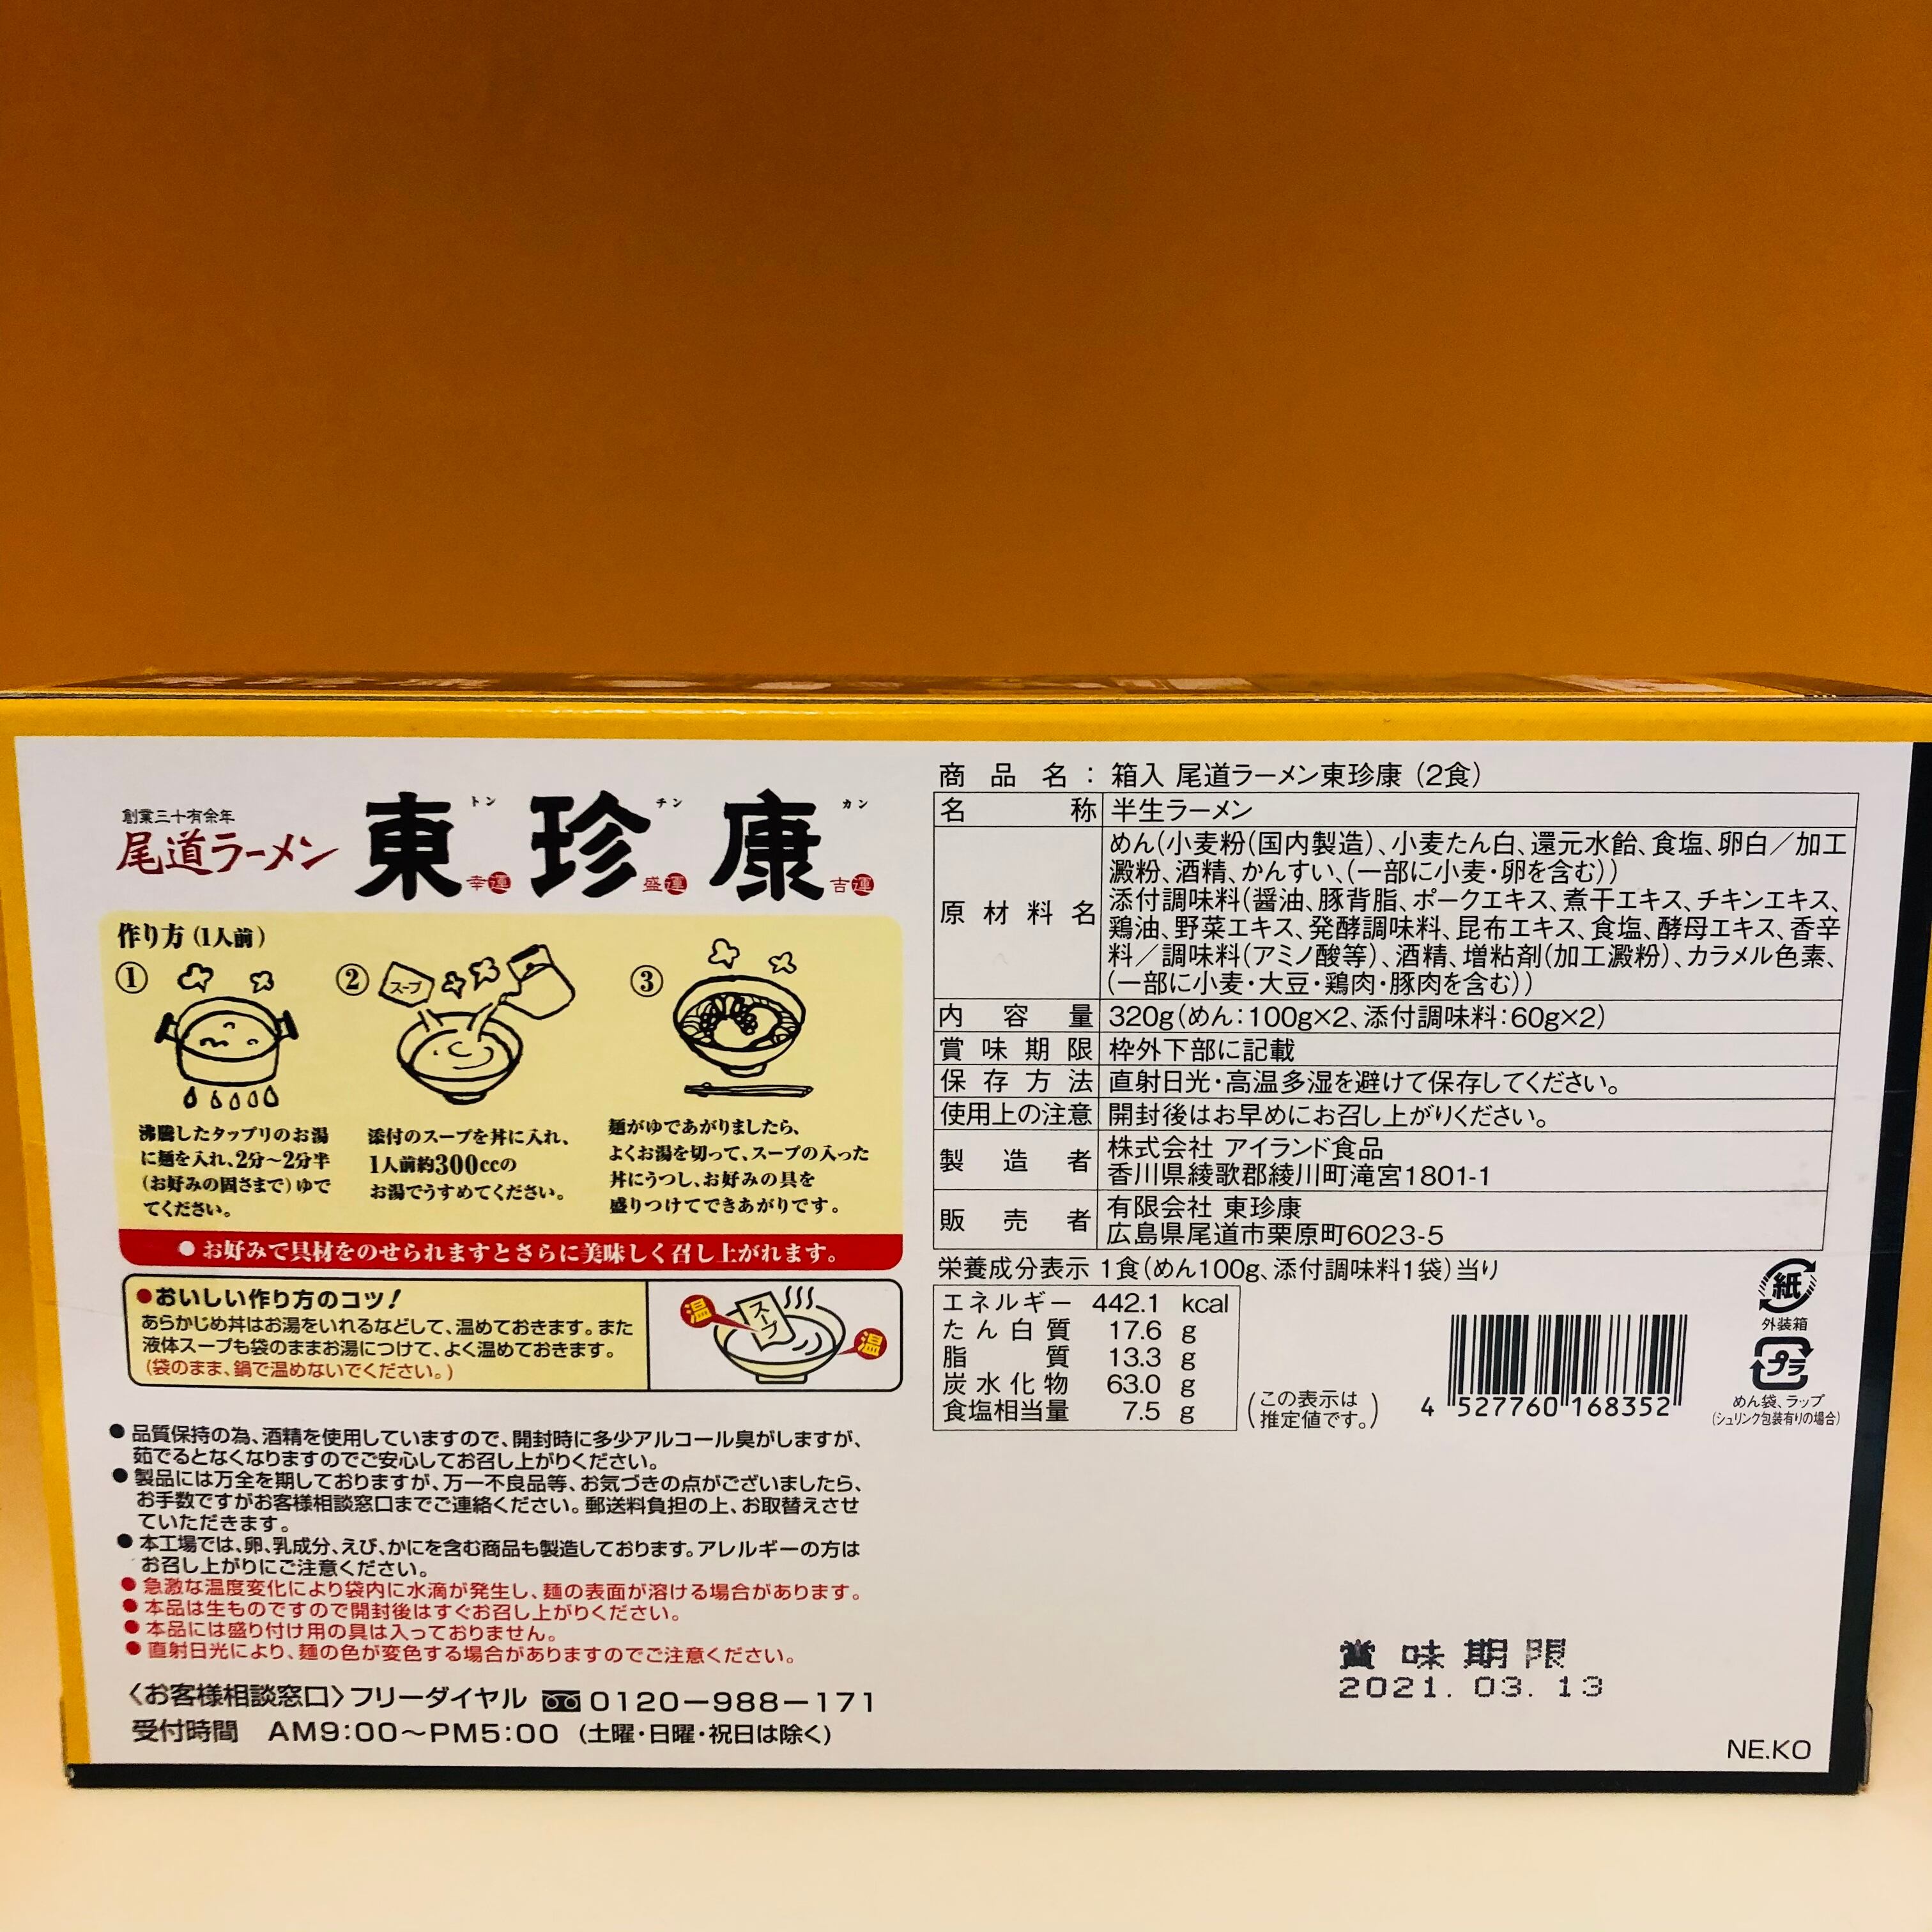 創業三十有余年
尾道ラーメン
東 珍 康
トン チン カン
幸運 盛運 吉運
作り方(1人前)
①
②
③
スープ
沸騰したタップリのお湯
に麺を入れ、2分〜2分半
(お好みの固さまで)ゆで
てください。
添付のスープを丼に入れ、
1人前約300ccの
お湯でうすめてください。
麺がゆであがりましたら、
よくお湯を切って、スープの入った
丼にうつし、お好みの具を
盛りつけてできあがりです。
●お好みで具材をのせられますとさらに美味しく召し上がれます。
●おいしい作り方のコツ!
あらかじめ丼はお湯をいれるなどして、温めておきます。また
液体スープも袋のままお湯につけて、よく温めておきます。
(袋のまま、鍋で温めないでください。)
温
スープ
温
●品質保持の為、酒精を使用していますので、開封時に多少アルコール臭がしますが、
茹でるとなくなりますのでご安心してお召し上がりください。
●製品には万全を期しておりますが、万一不良品等、お気づきの点がございましたら、
お手数ですがお客様相談窓口までご連絡ください。郵送料負担の上、お取替えさせ
ていただきます。
●本工場では、卵、乳成分、えび、かにを含む商品も製造しております。アレルギーの方は
お召し上がりにご注意ください。
●急激な温度変化により袋内に水滴が発生し、麺の表面が溶ける場合があります。
●本品は生ものですので開封後はすぐお召し上がりください。
●本品には盛り付け用の具は入っておりません。
●直射日光により、麺の色が変色する場合がありますのでご注意ください。
〈お客様相談窓口〉フリーダイヤル 0120-988-171
受付時間 AM9:00〜PM5:00 (土曜・日曜・祝日は除く)
商品名:箱入 尾道ラーメン東珍康 (2食)
名称 半生ラーメン
原材料名 めん(小麦粉(国内製造)、小麦たん白、還元水飴、食塩、卵白/加工
澱粉、酒精、かんすい、(一部に小麦・卵を含む))
添付調味料(醤油、豚背脂、ポークエキス、煮干エキス、チキンエキス、
鶏油、野菜エキス、発酵調味料、昆布エキス、食塩、酵母エキス、香辛
料/調味料(アミノ酸等)、酒精、増粘剤(加工澱粉)、カラメル色素、
(一部に小麦・大豆・鶏肉・豚肉を含む))
内容量 320g(めん:100g×2、添付調味料:60g×2)
賞味期限 枠外下部に記載
保存方法 直射日光・高温多湿を避けて保存してください。
使用上の注意 開封後はお早めにお召し上がりください。
製造者 株式会社 アイランド食品
香川県綾歌郡綾川町滝宮1801-1
販売者 有限会社 東珍康
広島県尾道市栗原町6023-5
栄養成分表示 1食(めん100g、添付調味料1袋)当り
エネルギー 442.1 kcal
たん白質 17.6 g
脂質 13.3 g
炭水化物 63.0 g
食塩相当量 7.5 g
(この表示は
推定値です。)
4 527760 168352
紙
外装箱
プラ
めん袋、ラップ
(シュリンク包装有りの場合)
賞味期限
2021. 03. 13
NE.KO